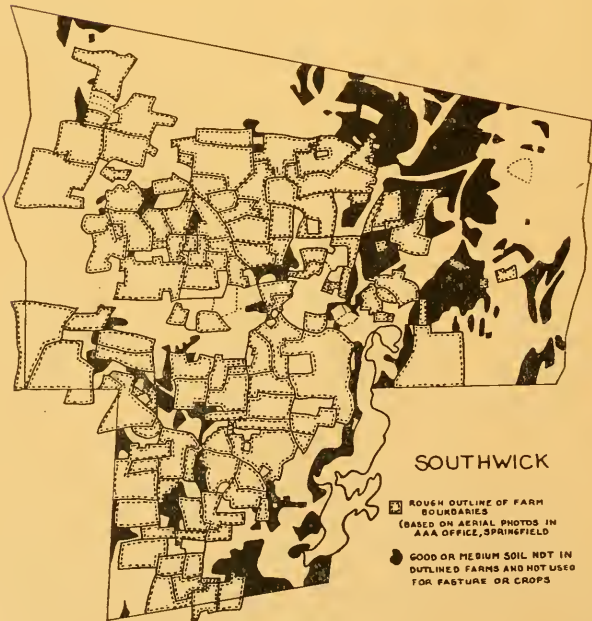 SOUTHWICK
ROUGH OUTLINE OF FARM
BOUNDARIES
(BASED ON AERIAL PHOTOS IN
AAA OFFICE, SPRINGFIELD
GOOD OR MEDIUM SOIL NOT IN
OUTLINED FARMS AND NOT USED
FOR PASTURE OR CROPS